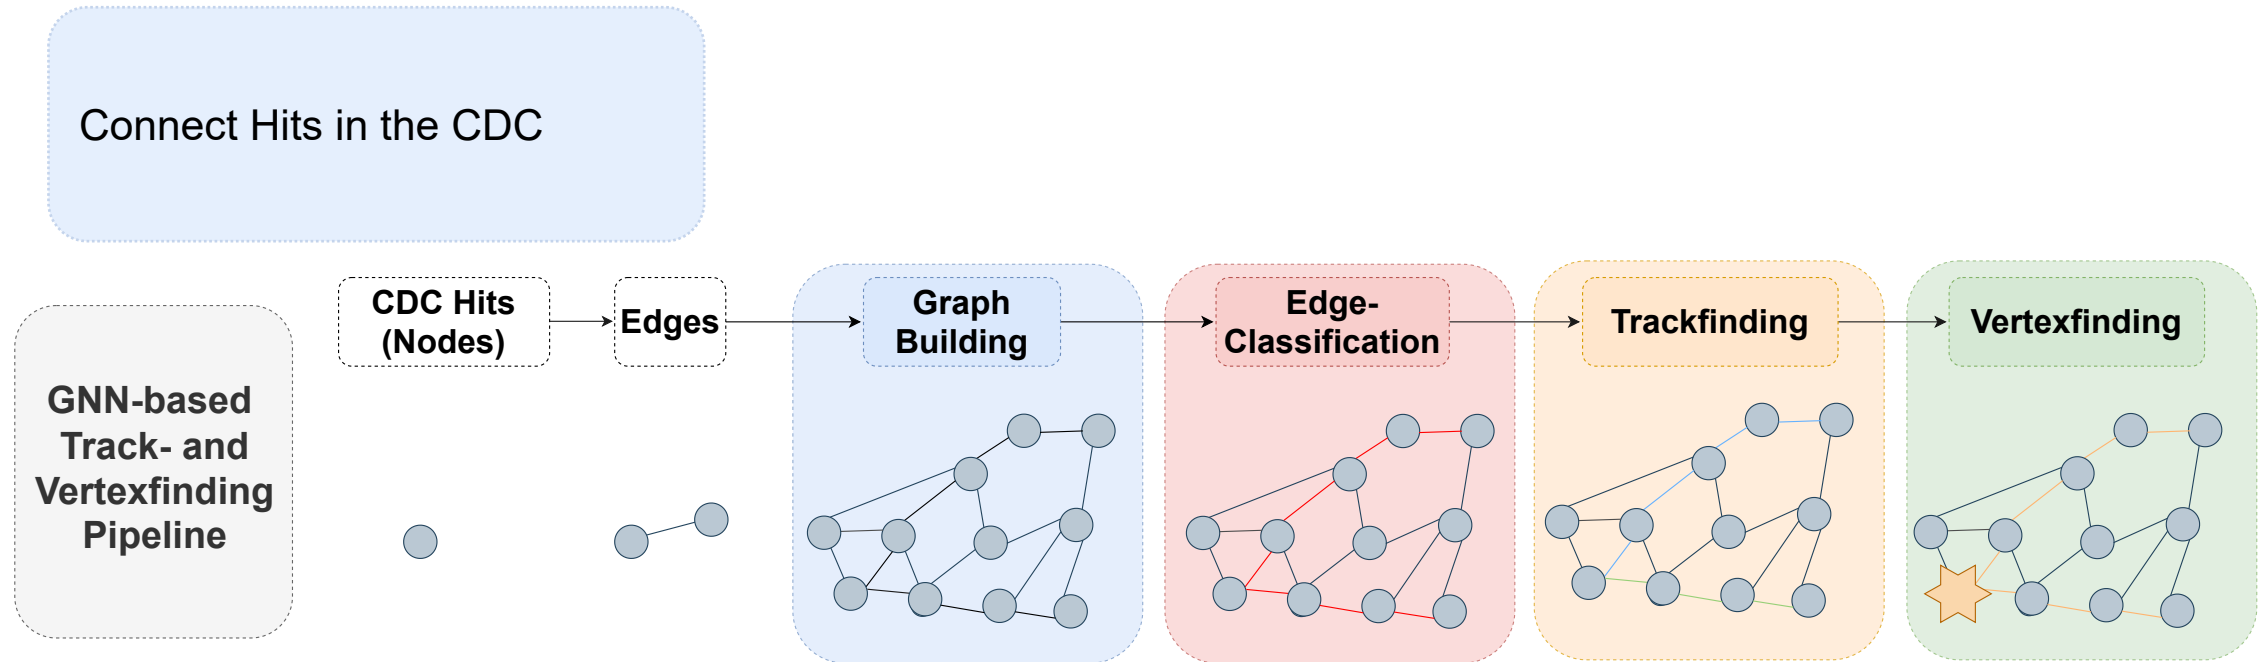 Connect Hits in the CDC
GNN-based
Track- and
Vertexfinding
Pipeline
CDC Hits
(Nodes)
Edges
Graph
Building
Edge-
Classification
Trackfinding
Vertexfinding